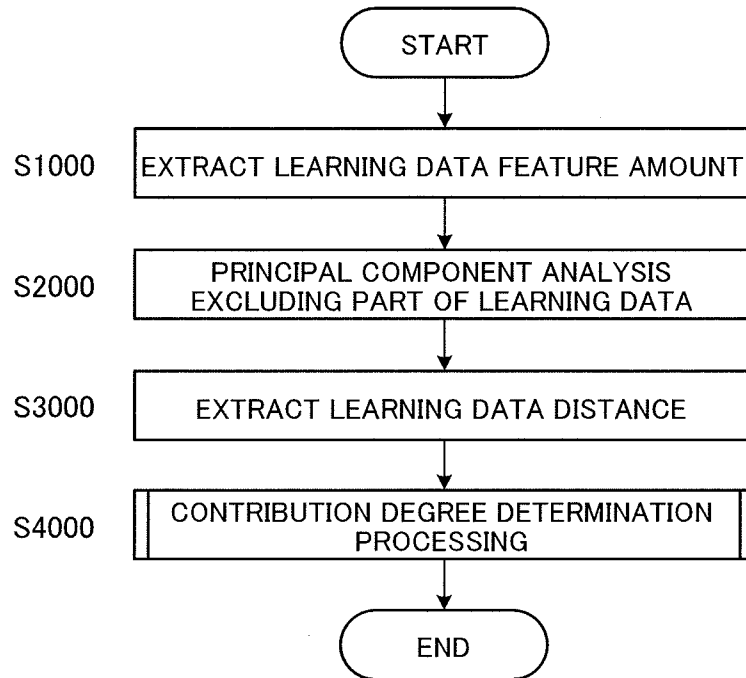 START
S1000
EXTRACT LEARNING DATA FEATURE AMOUNT
S2000
PRINCIPAL COMPONENT ANALYSIS
EXCLUDING PART OF LEARNING DATA
S3000
EXTRACT LEARNING DATA DISTANCE
S4000
CONTRIBUTION DEGREE DETERMINATION
PROCESSING
END